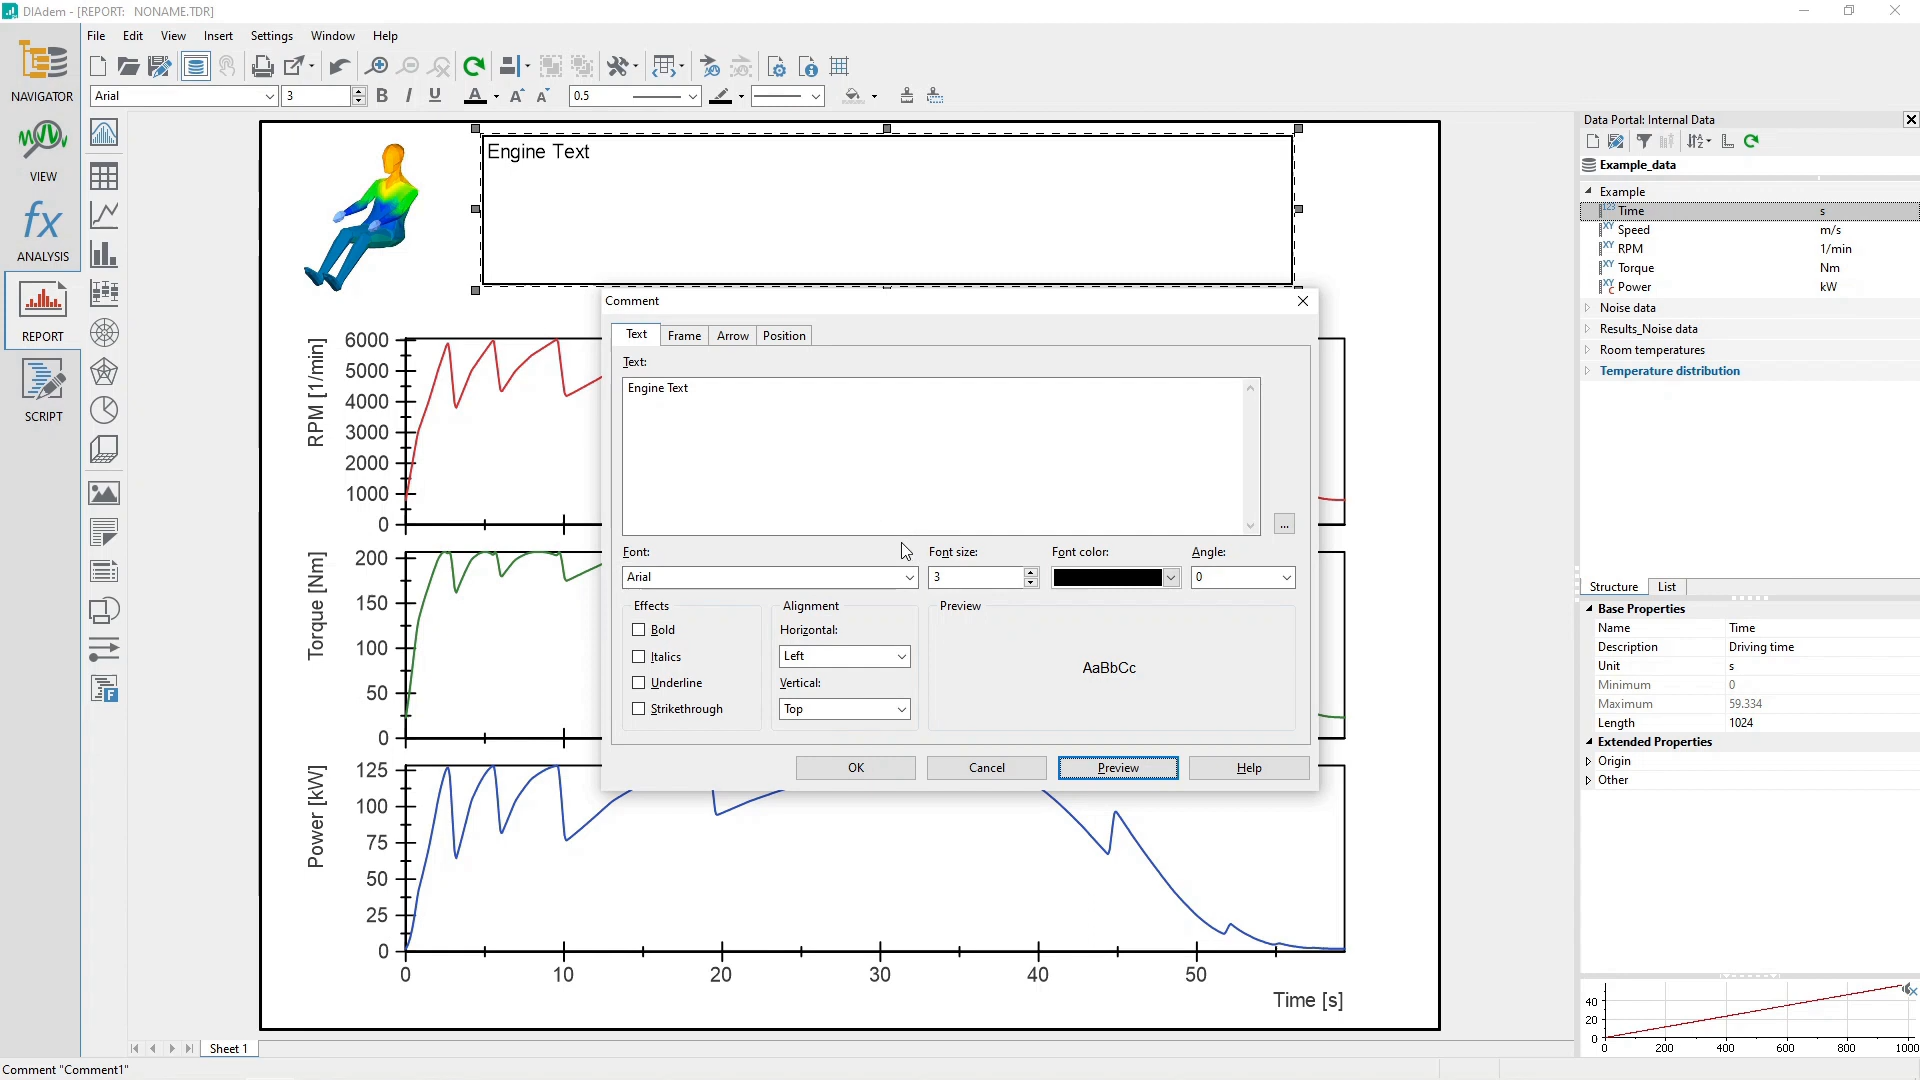 DIAdem - [REPORT:   NONAME.TDR]
File Edit View Insert Settings Window Help
Arial 3 B I U A A A 0.5
NAVIGATOR
VIEW
fx
ANALYSIS
REPORT
SCRIPT
Engine Text
RPM [1/min]
6000
5000
4000
3000
2000
1000
0
Torque [Nm]
200
150
100
50
0
Power [kW]
125
100
75
50
25
0
0 10 20 30 40 50
Time [s]
Comment
Text Frame Arrow Position
Text:
Engine Text
...
Font: Font size: Font color: Angle:
Arial 3 0
Effects Alignment Preview
Bold Horizontal:
Italics Left
AaBbCc
Underline Vertical:
Strikethrough Top
OK Cancel Preview Help
Data Portal: Internal Data
Example_data
Example
Time s
Speed m/s
RPM 1/min
Torque Nm
Power kW
Noise data
Results_Noise data
Room temperatures
Temperature distribution
Structure List
Base Properties
Name Time
Description Driving time
Unit s
Minimum 0
Maximum 59.334
Length 1024
Extended Properties
Origin
Other
40
20
0
0 200 400 600 800 1000
Sheet 1
Comment "Comment1"